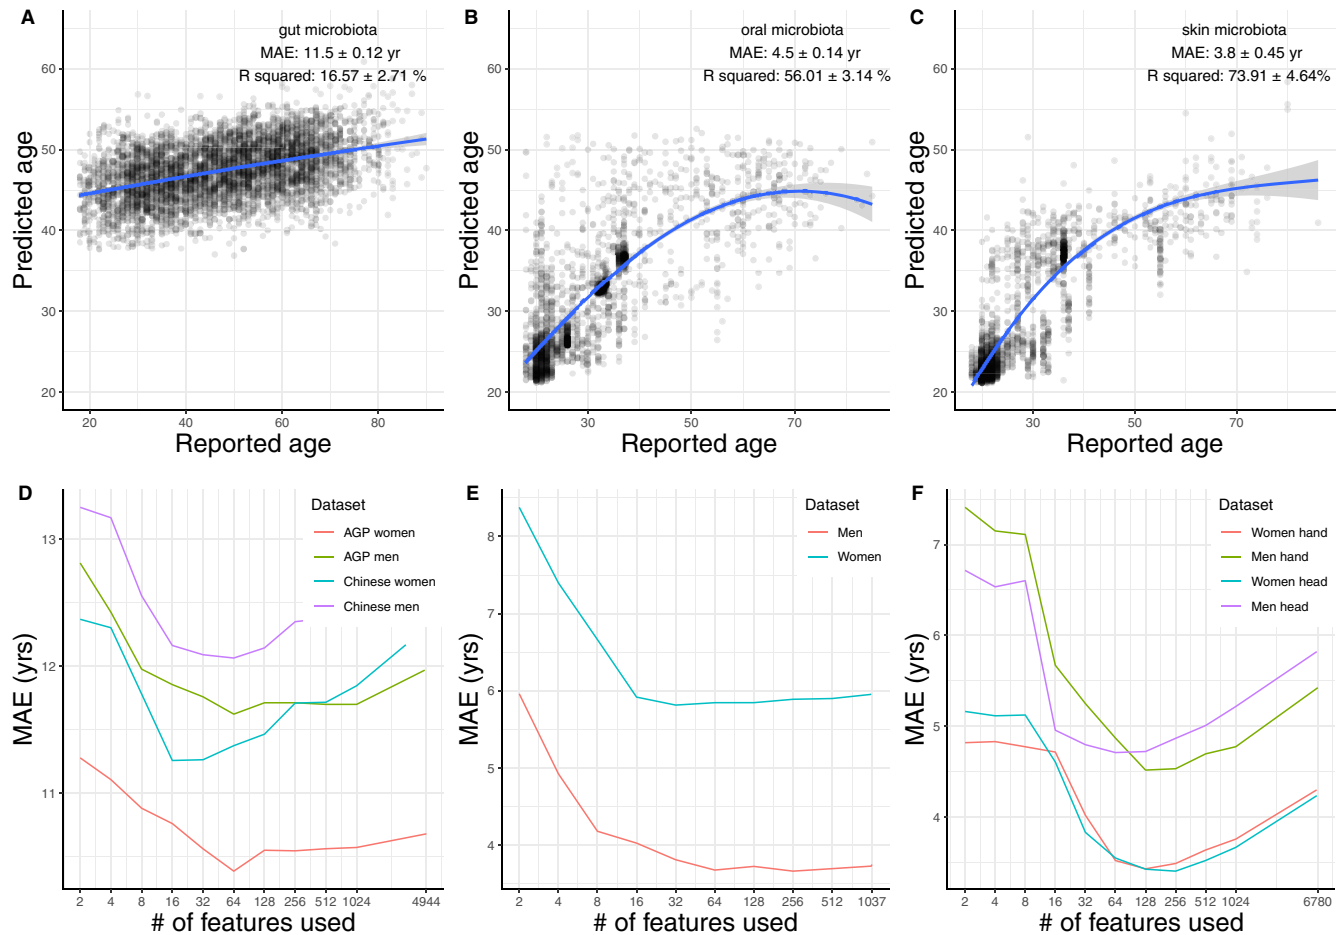 A
gut microbiota
MAE: 11.5 ± 0.12 yr
R squared: 16.57 ± 2.71 %
Predicted age
60
50
40
30
20
20 40 60 80
Reported age
B
oral microbiota
MAE: 4.5 ± 0.14 yr
R squared: 56.01 ± 3.14 %
Predicted age
60
50
40
30
20
30 50 70
Reported age
C
skin microbiota
MAE: 3.8 ± 0.45 yr
R squared: 73.91 ± 4.64%
Predicted age
60
50
40
30
20
30 50 70
Reported age
D
Dataset
AGP women
AGP men
Chinese women
Chinese men
MAE (yrs)
13
12
11
2 4 8 16 32 64 128 256 512 1024 4944
# of features used
E
Dataset
Men
Women
MAE (yrs)
8
7
6
5
4
2 4 8 16 32 64 128 256 512 1037
# of features used
F
Dataset
Women hand
Men hand
Women head
Men head
MAE (yrs)
7
6
5
4
2 4 8 16 32 64 128 256 512 1024 6780
# of features used